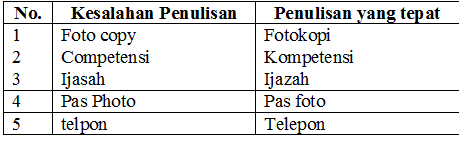 No. Kesalahan Penulisan Penulisan yang tepat
1 Foto copy Fotokopi
2 Competensi Kompetensi
3 Ijasah Ijazah
4 Pas Photo Pas foto
5 telpon Telepon